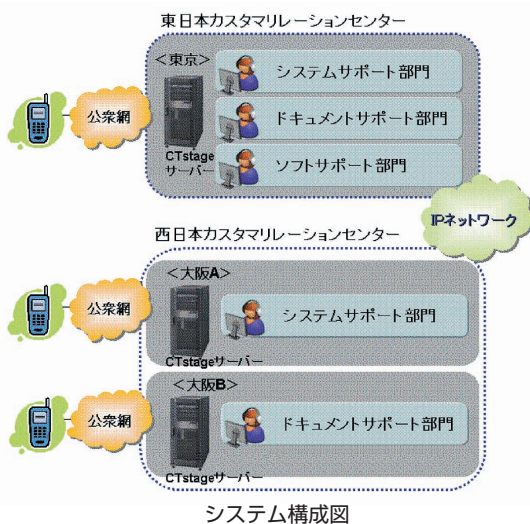 東日本カスタマリレーションセンター
＜東京＞
システムサポート部門
公衆網
ドキュメントサポート部門
CTstage
サーバー
ソフトサポート部門
IPネットワーク
西日本カスタマリレーションセンター
＜大阪A＞
公衆網
システムサポート部門
CTstageサーバー
＜大阪B＞
公衆網
ドキュメントサポート部門
CTstageサーバー
システム構成図